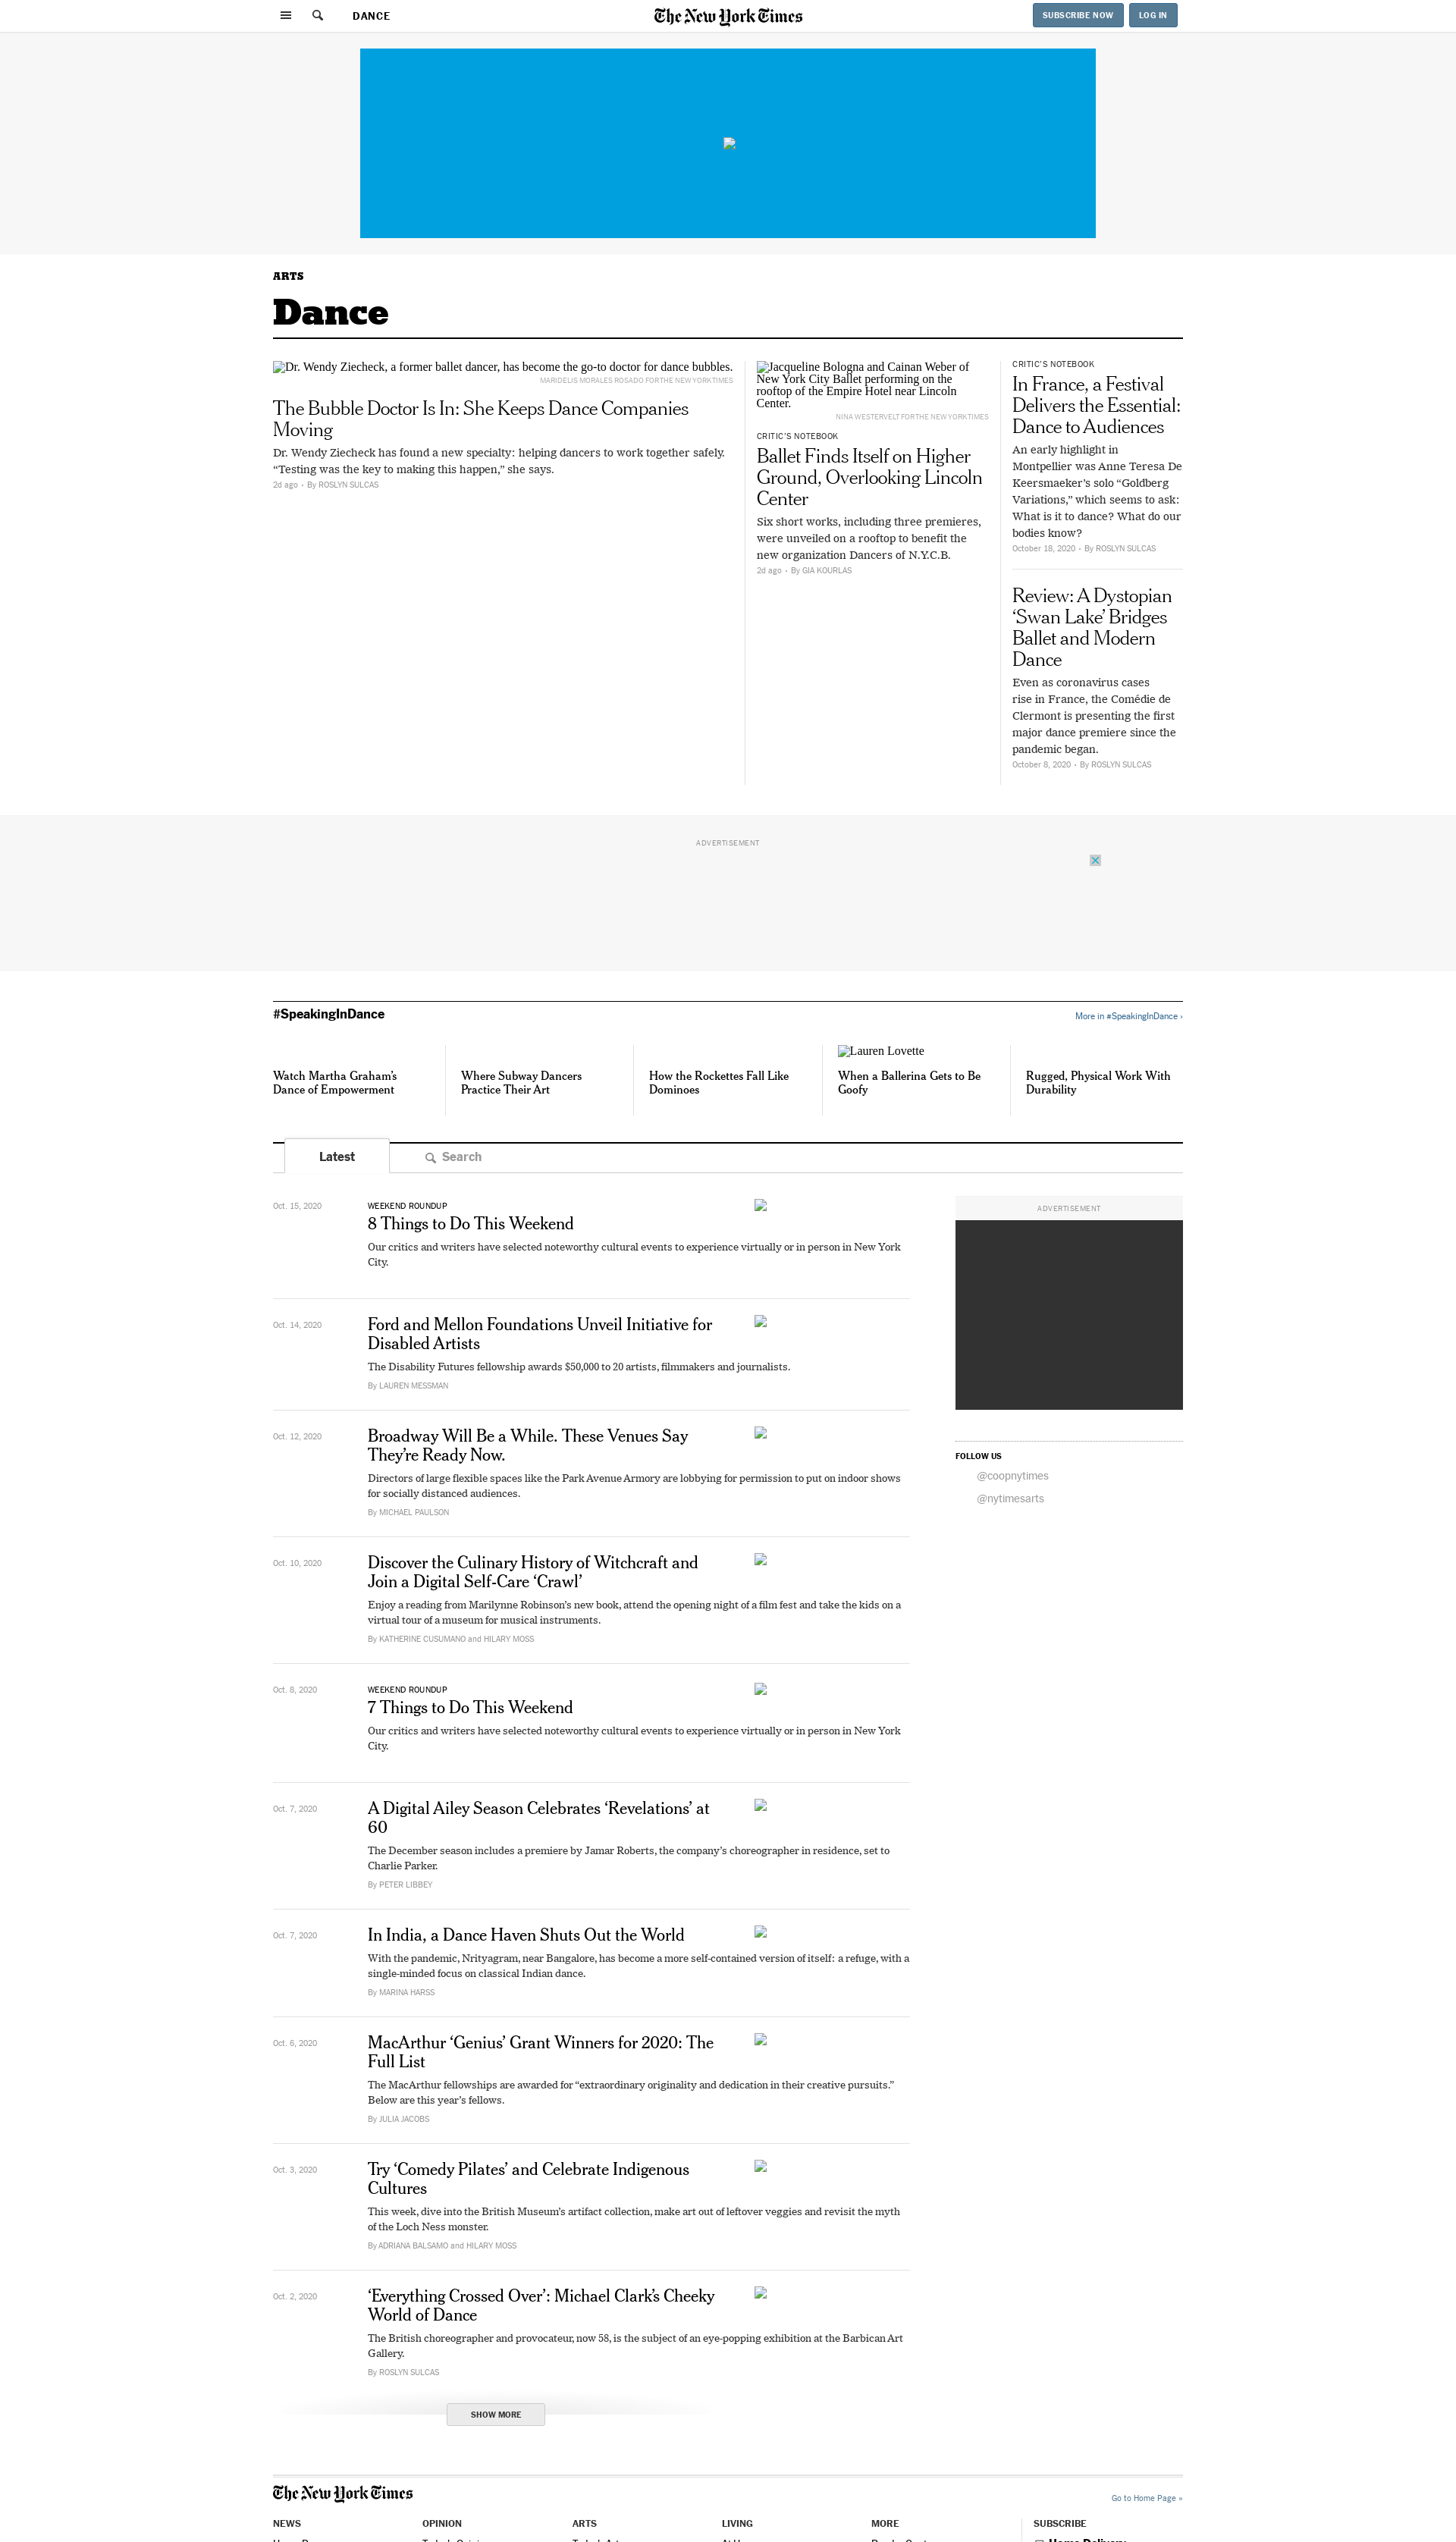 DANCE
The New York Times
SUBSCRIBE NOW
LOG IN
ARTS
Dance
Dr. Wendy Ziecheck, a former ballet dancer, has become the go-to doctor for dance bubbles.
MARIDELIS MORALES ROSADO FOR THE NEW YORK TIMES
The Bubble Doctor Is In: She Keeps Dance Companies
Moving
Dr. Wendy Ziecheck has found a new specialty: helping dancers to work together safely.
“Testing was the key to making this happen,” she says.
2d ago • By ROSLYN SULCAS
Jacqueline Bologna and Cainan Weber of
New York City Ballet performing on the
rooftop of the Empire Hotel near Lincoln
Center.
NINA WESTERVELT FOR THE NEW YORK TIMES
CRITIC’S NOTEBOOK
Ballet Finds Itself on Higher
Ground, Overlooking Lincoln
Center
Six short works, including three premieres,
were unveiled on a rooftop to benefit the
new organization Dancers of N.Y.C.B.
2d ago • By GIA KOURLAS
CRITIC’S NOTEBOOK
In France, a Festival
Delivers the Essential:
Dance to Audiences
An early highlight in
Montpellier was Anne Teresa De
Keersmaeker’s solo “Goldberg
Variations,” which seems to ask:
What is it to dance? What do our
bodies know?
October 18, 2020 • By ROSLYN SULCAS
Review: A Dystopian
‘Swan Lake’ Bridges
Ballet and Modern
Dance
Even as coronavirus cases
rise in France, the Comédie de
Clermont is presenting the first
major dance premiere since the
pandemic began.
October 8, 2020 • By ROSLYN SULCAS
ADVERTISEMENT
#SpeakingInDance
More in #SpeakingInDance ›
Watch Martha Graham’s
Dance of Empowerment
Where Subway Dancers
Practice Their Art
How the Rockettes Fall Like
Dominoes
Lauren Lovette
When a Ballerina Gets to Be
Goofy
Rugged, Physical Work With
Durability
Latest
Search
Oct. 15, 2020
WEEKEND ROUNDUP
8 Things to Do This Weekend
Our critics and writers have selected noteworthy cultural events to experience virtually or in person in New York
City.
Oct. 14, 2020
Ford and Mellon Foundations Unveil Initiative for
Disabled Artists
The Disability Futures fellowship awards $50,000 to 20 artists, filmmakers and journalists.
By LAUREN MESSMAN
Oct. 12, 2020
Broadway Will Be a While. These Venues Say
They’re Ready Now.
Directors of large flexible spaces like the Park Avenue Armory are lobbying for permission to put on indoor shows
for socially distanced audiences.
By MICHAEL PAULSON
Oct. 10, 2020
Discover the Culinary History of Witchcraft and
Join a Digital Self-Care ‘Crawl’
Enjoy a reading from Marilynne Robinson’s new book, attend the opening night of a film fest and take the kids on a
virtual tour of a museum for musical instruments.
By KATHERINE CUSUMANO and HILARY MOSS
Oct. 8, 2020
WEEKEND ROUNDUP
7 Things to Do This Weekend
Our critics and writers have selected noteworthy cultural events to experience virtually or in person in New York
City.
Oct. 7, 2020
A Digital Ailey Season Celebrates ‘Revelations’ at
60
The December season includes a premiere by Jamar Roberts, the company’s choreographer in residence, set to
Charlie Parker.
By PETER LIBBEY
Oct. 7, 2020
In India, a Dance Haven Shuts Out the World
With the pandemic, Nrityagram, near Bangalore, has become a more self-contained version of itself: a refuge, with a
single-minded focus on classical Indian dance.
By MARINA HARSS
Oct. 6, 2020
MacArthur ‘Genius’ Grant Winners for 2020: The
Full List
The MacArthur fellowships are awarded for “extraordinary originality and dedication in their creative pursuits.”
Below are this year’s fellows.
By JULIA JACOBS
Oct. 3, 2020
Try ‘Comedy Pilates’ and Celebrate Indigenous
Cultures
This week, dive into the British Museum’s artifact collection, make art out of leftover veggies and revisit the myth
of the Loch Ness monster.
By ADRIANA BALSAMO and HILARY MOSS
Oct. 2, 2020
‘Everything Crossed Over’: Michael Clark’s Cheeky
World of Dance
The British choreographer and provocateur, now 58, is the subject of an eye-popping exhibition at the Barbican Art
Gallery.
By ROSLYN SULCAS
SHOW MORE
ADVERTISEMENT
FOLLOW US
@coopnytimes
@nytimesarts
The New York Times
Go to Home Page »
NEWS
OPINION
ARTS
LIVING
MORE
SUBSCRIBE
Home Delivery